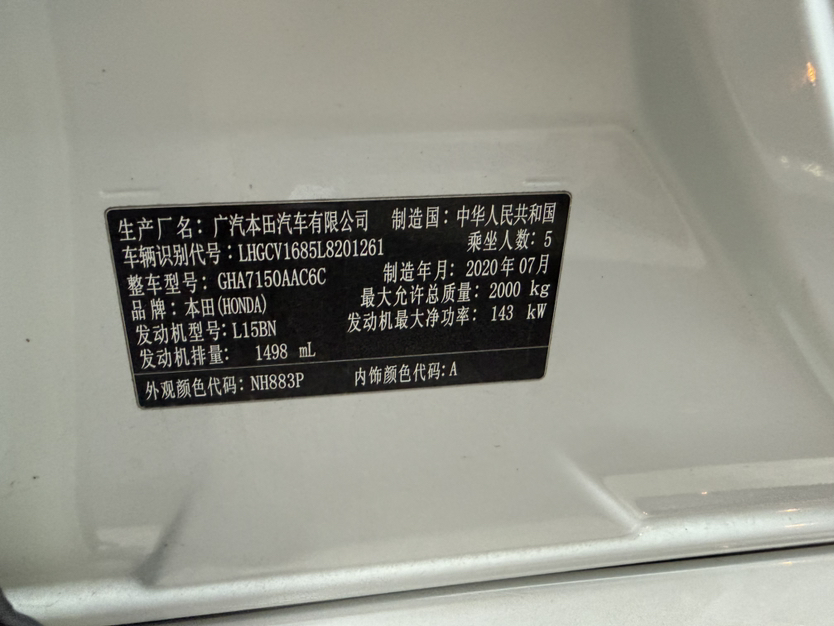 生产厂名：广汽本田汽车有限公司 制造国：中华人民共和国
车辆识别代号：LHGCV1685L8201261 乘坐人数：5
整车型号：GHA7150AAC6C 制造年月：2020年07月
品牌：本田(HONDA) 最大允许总质量：2000 kg
发动机型号：L15BN 发动机最大净功率：143 kW
发动机排量：1498 mL
外观颜色代码：NH883P 内饰颜色代码：A